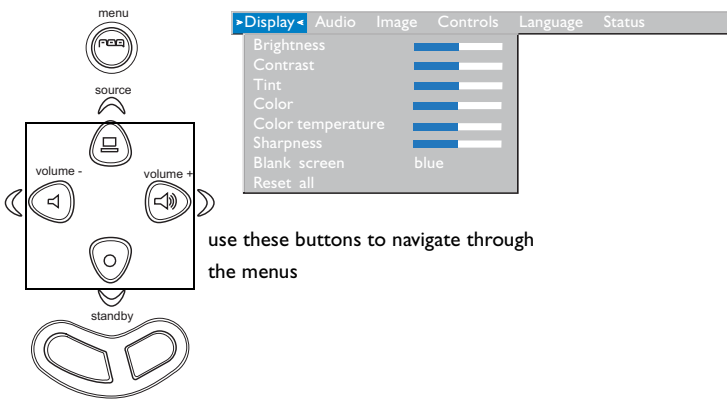 menu
source
volume -
volume +
standby
➤Display◄ Audio Image Controls Language Status
Brightness
Contrast
Tint
Color
Color temperature
Sharpness
Blank screen blue
Reset all
use these buttons to navigate through
the menus